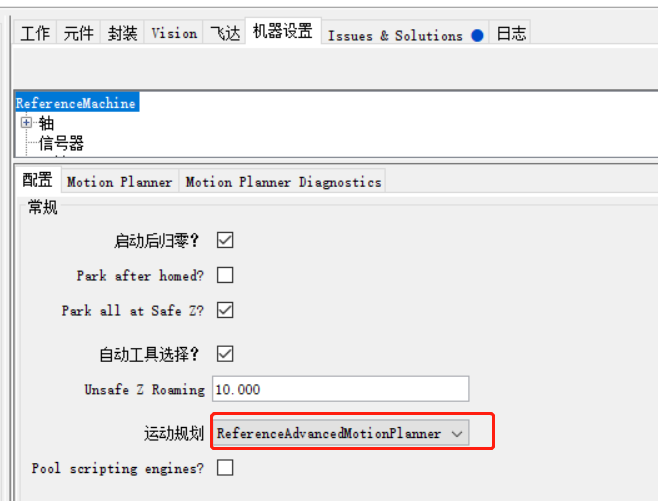 工作 元件 封装 Vision 飞达 机器设置 Issues & Solutions 日志
ReferenceMachine
轴
信号器
配置 Motion Planner Motion Planner Diagnostics
常规
启动后归零?
Park after homed?
Park all at Safe Z?
自动工具选择?
Unsafe Z Roaming 10.000
运动规划 ReferenceAdvancedMotionPlanner
Pool scripting engines?